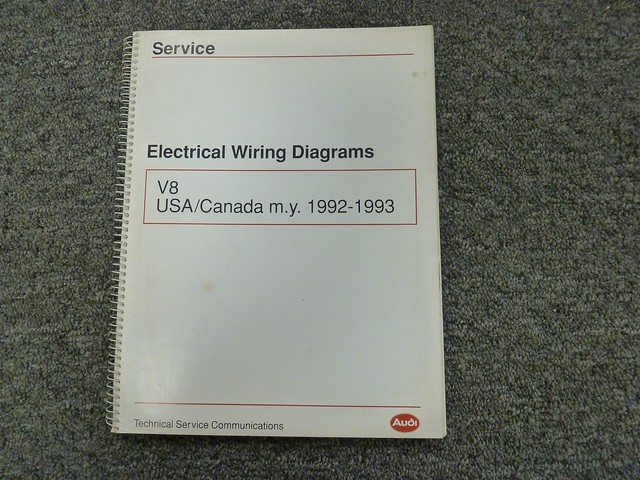 Service
Electrical Wiring Diagrams
V8
USA/Canada m.y. 1992-1993
Technical Service Communications
Audi